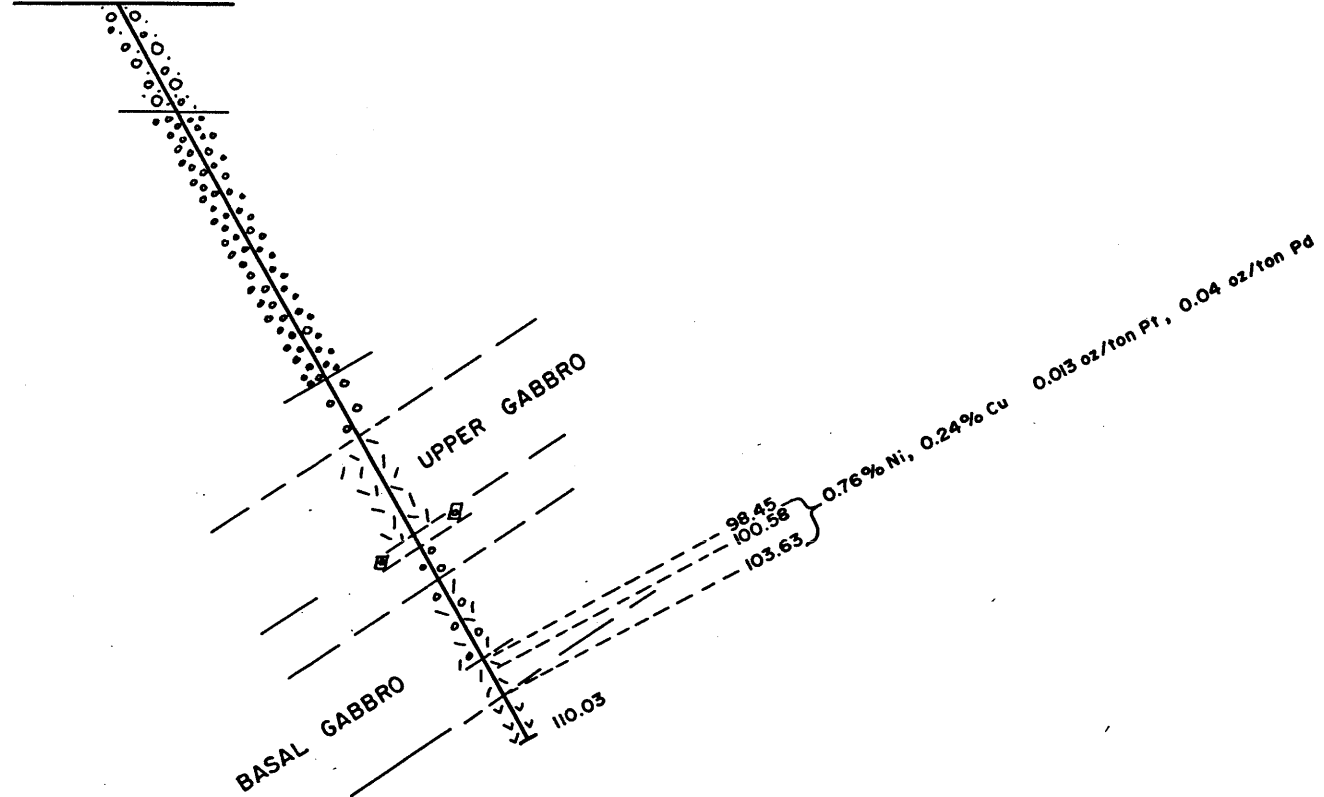 UPPER GABBRO
98.45
100.58
103.63
0.76% Ni, 0.24% Cu 0.013 oz/ton Pt, 0.04 oz/ton Pd
110.03
BASAL GABBRO